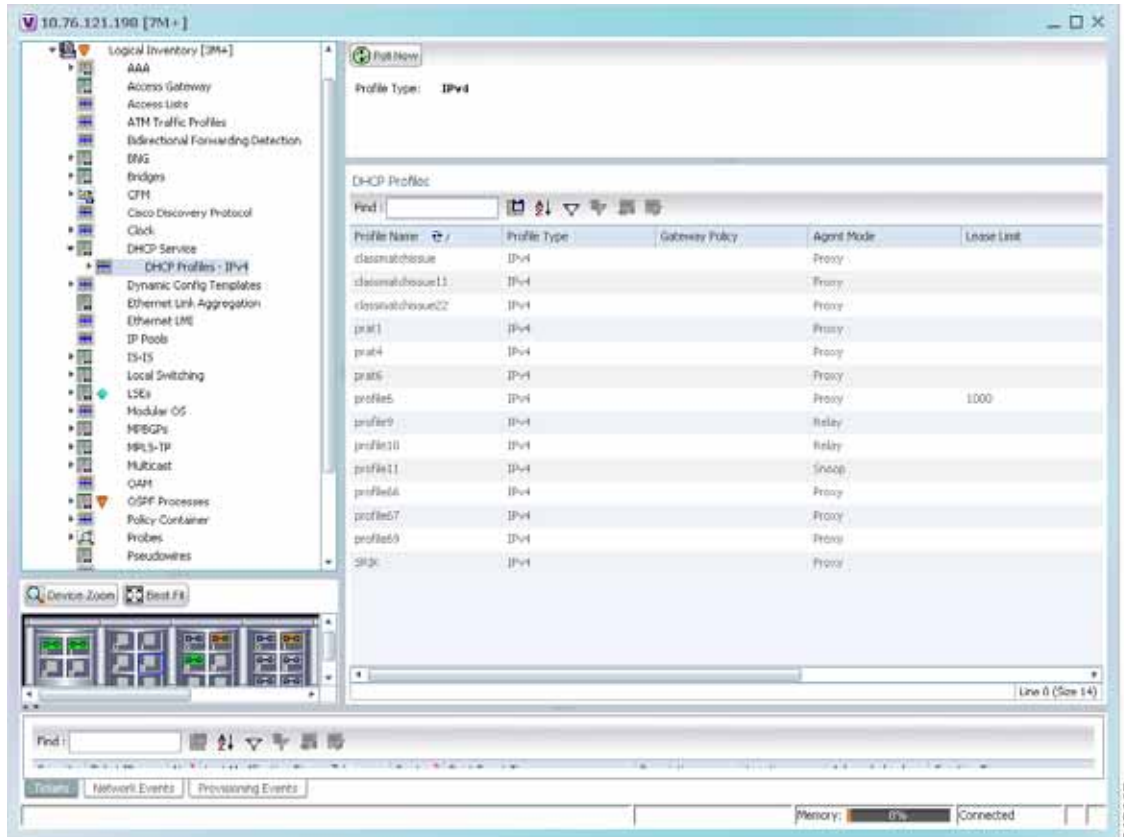 10.76.121.198 [7M+]
Logical Inventory [3M+]
AAA
Access Gateway
Access Lists
ATM Traffic Profiles
Bidirectional Forwarding Detection
BNG
Bridges
CFM
Cisco Discovery Protocol
Clock
DHCP Service
DHCP Profiles - IPv4
Dynamic Config Templates
Ethernet Link Aggregation
Ethernet LMI
IP Pools
IS-IS
Local Switching
LSEs
Modular OS
MPBGPs
MPLS-TP
Multicast
OAM
OSPF Processes
Policy Container
Probes
Pseudowires
Device Zoom Best Fit
Poll Now
Profile Type: IPv4
DHCP Profiles
Find :
Profile Name Profile Type Gateway Policy Agent Mode Lease Limit
classmatchissue IPv4 Proxy
classmatchissue11 IPv4 Proxy
classmatchissue22 IPv4 Proxy
prat1 IPv4 Proxy
prat4 IPv4 Proxy
prat6 IPv4 Proxy
profile5 IPv4 Proxy 1000
profile9 IPv4 Relay
profile10 IPv4 Relay
profile11 IPv4 Snoop
profile66 IPv4 Proxy
profile67 IPv4 Proxy
profile69 IPv4 Proxy
IPv4 Proxy
Line 0 (Size 14)
Find :
Tickets Network Events Provisioning Events
Memory: 0% Connected